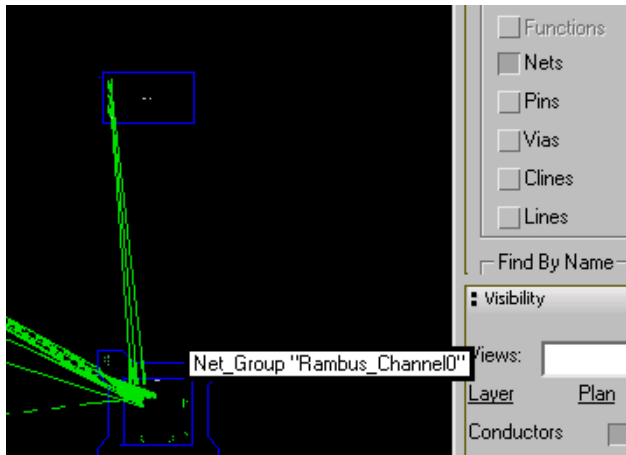 Functions
Nets
Pins
Vias
Clines
Lines
Find By Name
Visibility
Net_Group "Rambus_Channel0"
Views:
Layer Plan
Conductors